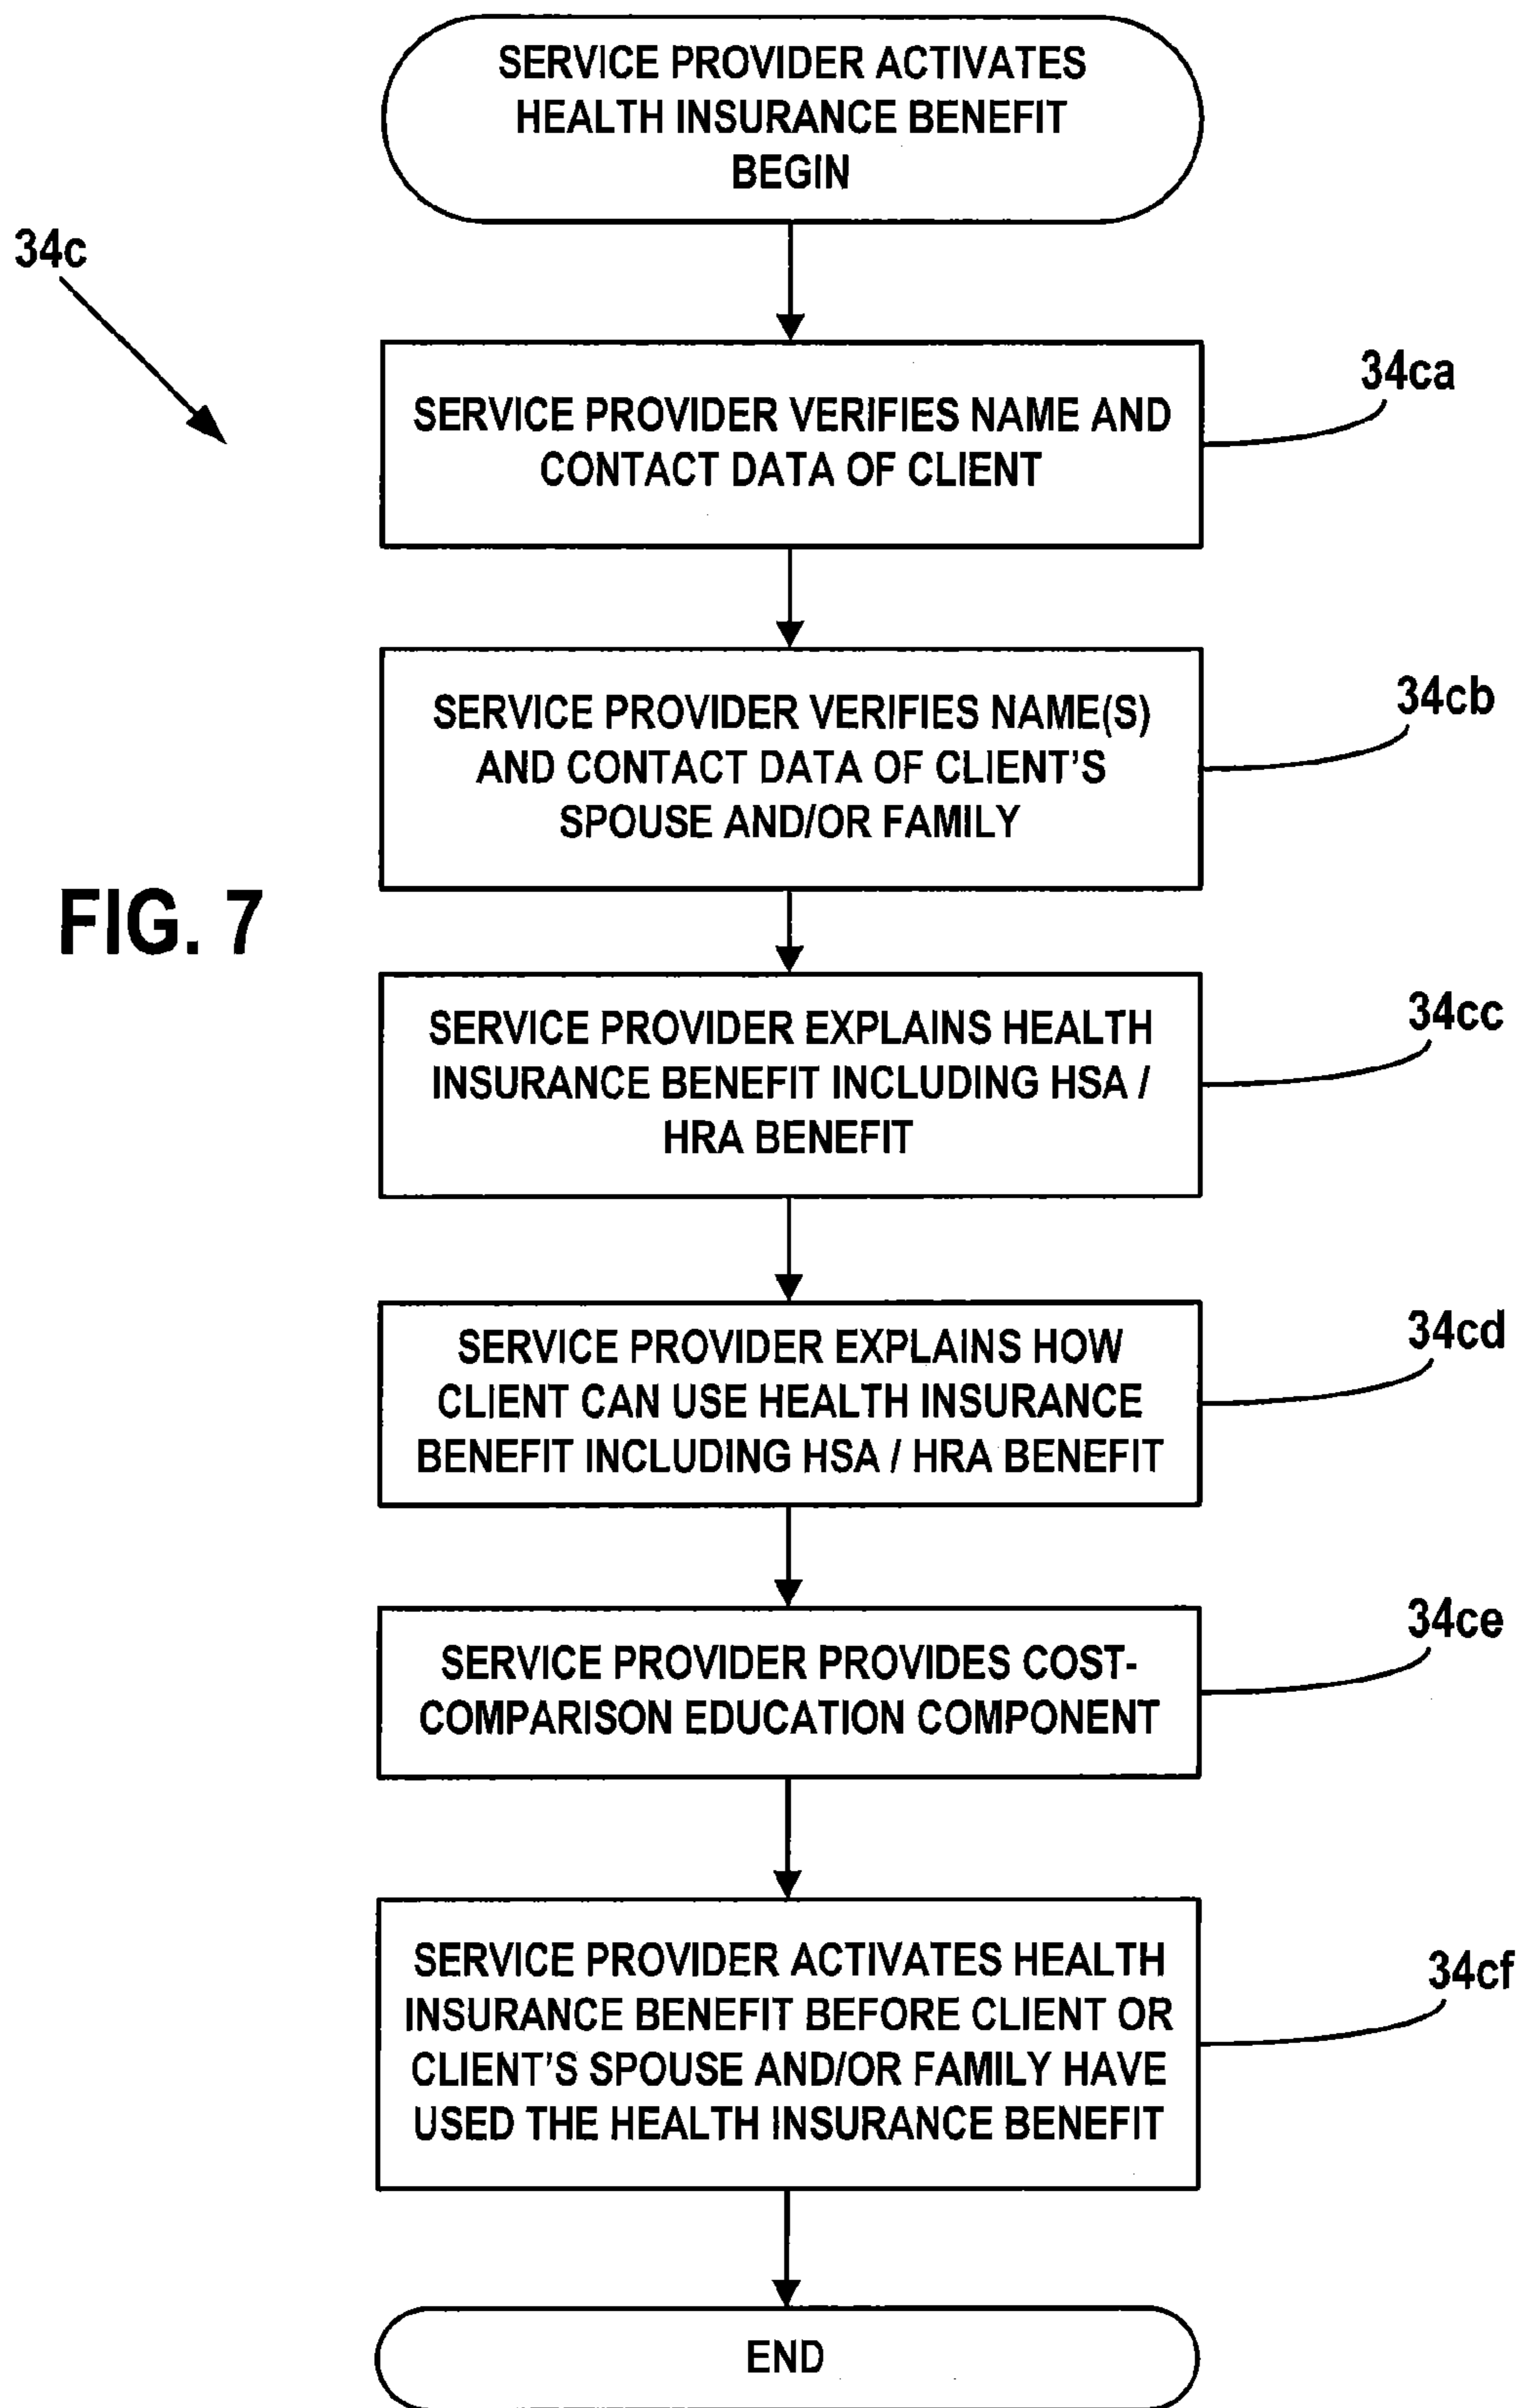 SERVICE PROVIDER ACTIVATES
HEALTH INSURANCE BENEFIT
BEGIN
34c
SERVICE PROVIDER VERIFIES NAME AND
CONTACT DATA OF CLIENT
34ca
SERVICE PROVIDER VERIFIES NAME(S)
AND CONTACT DATA OF CLIENT'S
SPOUSE AND/OR FAMILY
34cb
FIG. 7
SERVICE PROVIDER EXPLAINS HEALTH
INSURANCE BENEFIT INCLUDING HSA /
HRA BENEFIT
34cc
SERVICE PROVIDER EXPLAINS HOW
CLIENT CAN USE HEALTH INSURANCE
BENEFIT INCLUDING HSA / HRA BENEFIT
34cd
SERVICE PROVIDER PROVIDES COST-
COMPARISON EDUCATION COMPONENT
34ce
SERVICE PROVIDER ACTIVATES HEALTH
INSURANCE BENEFIT BEFORE CLIENT OR
CLIENT'S SPOUSE AND/OR FAMILY HAVE
USED THE HEALTH INSURANCE BENEFIT
34cf
END